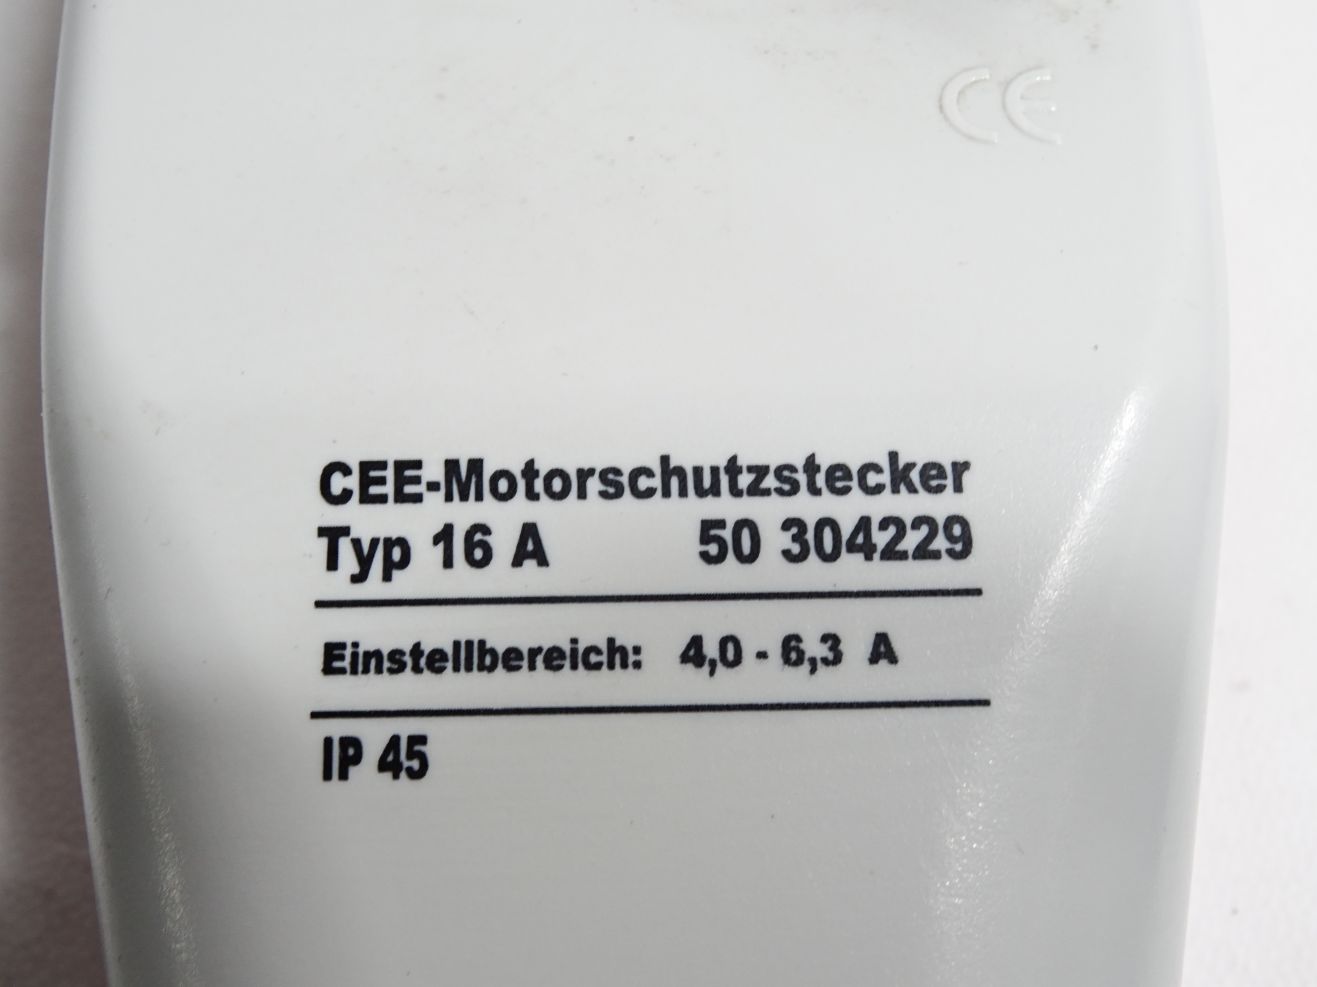 CE
CEE-Motorschutzstecker
Typ 16 A 50 304229
Einstellbereich: 4,0 - 6,3 A
IP 45